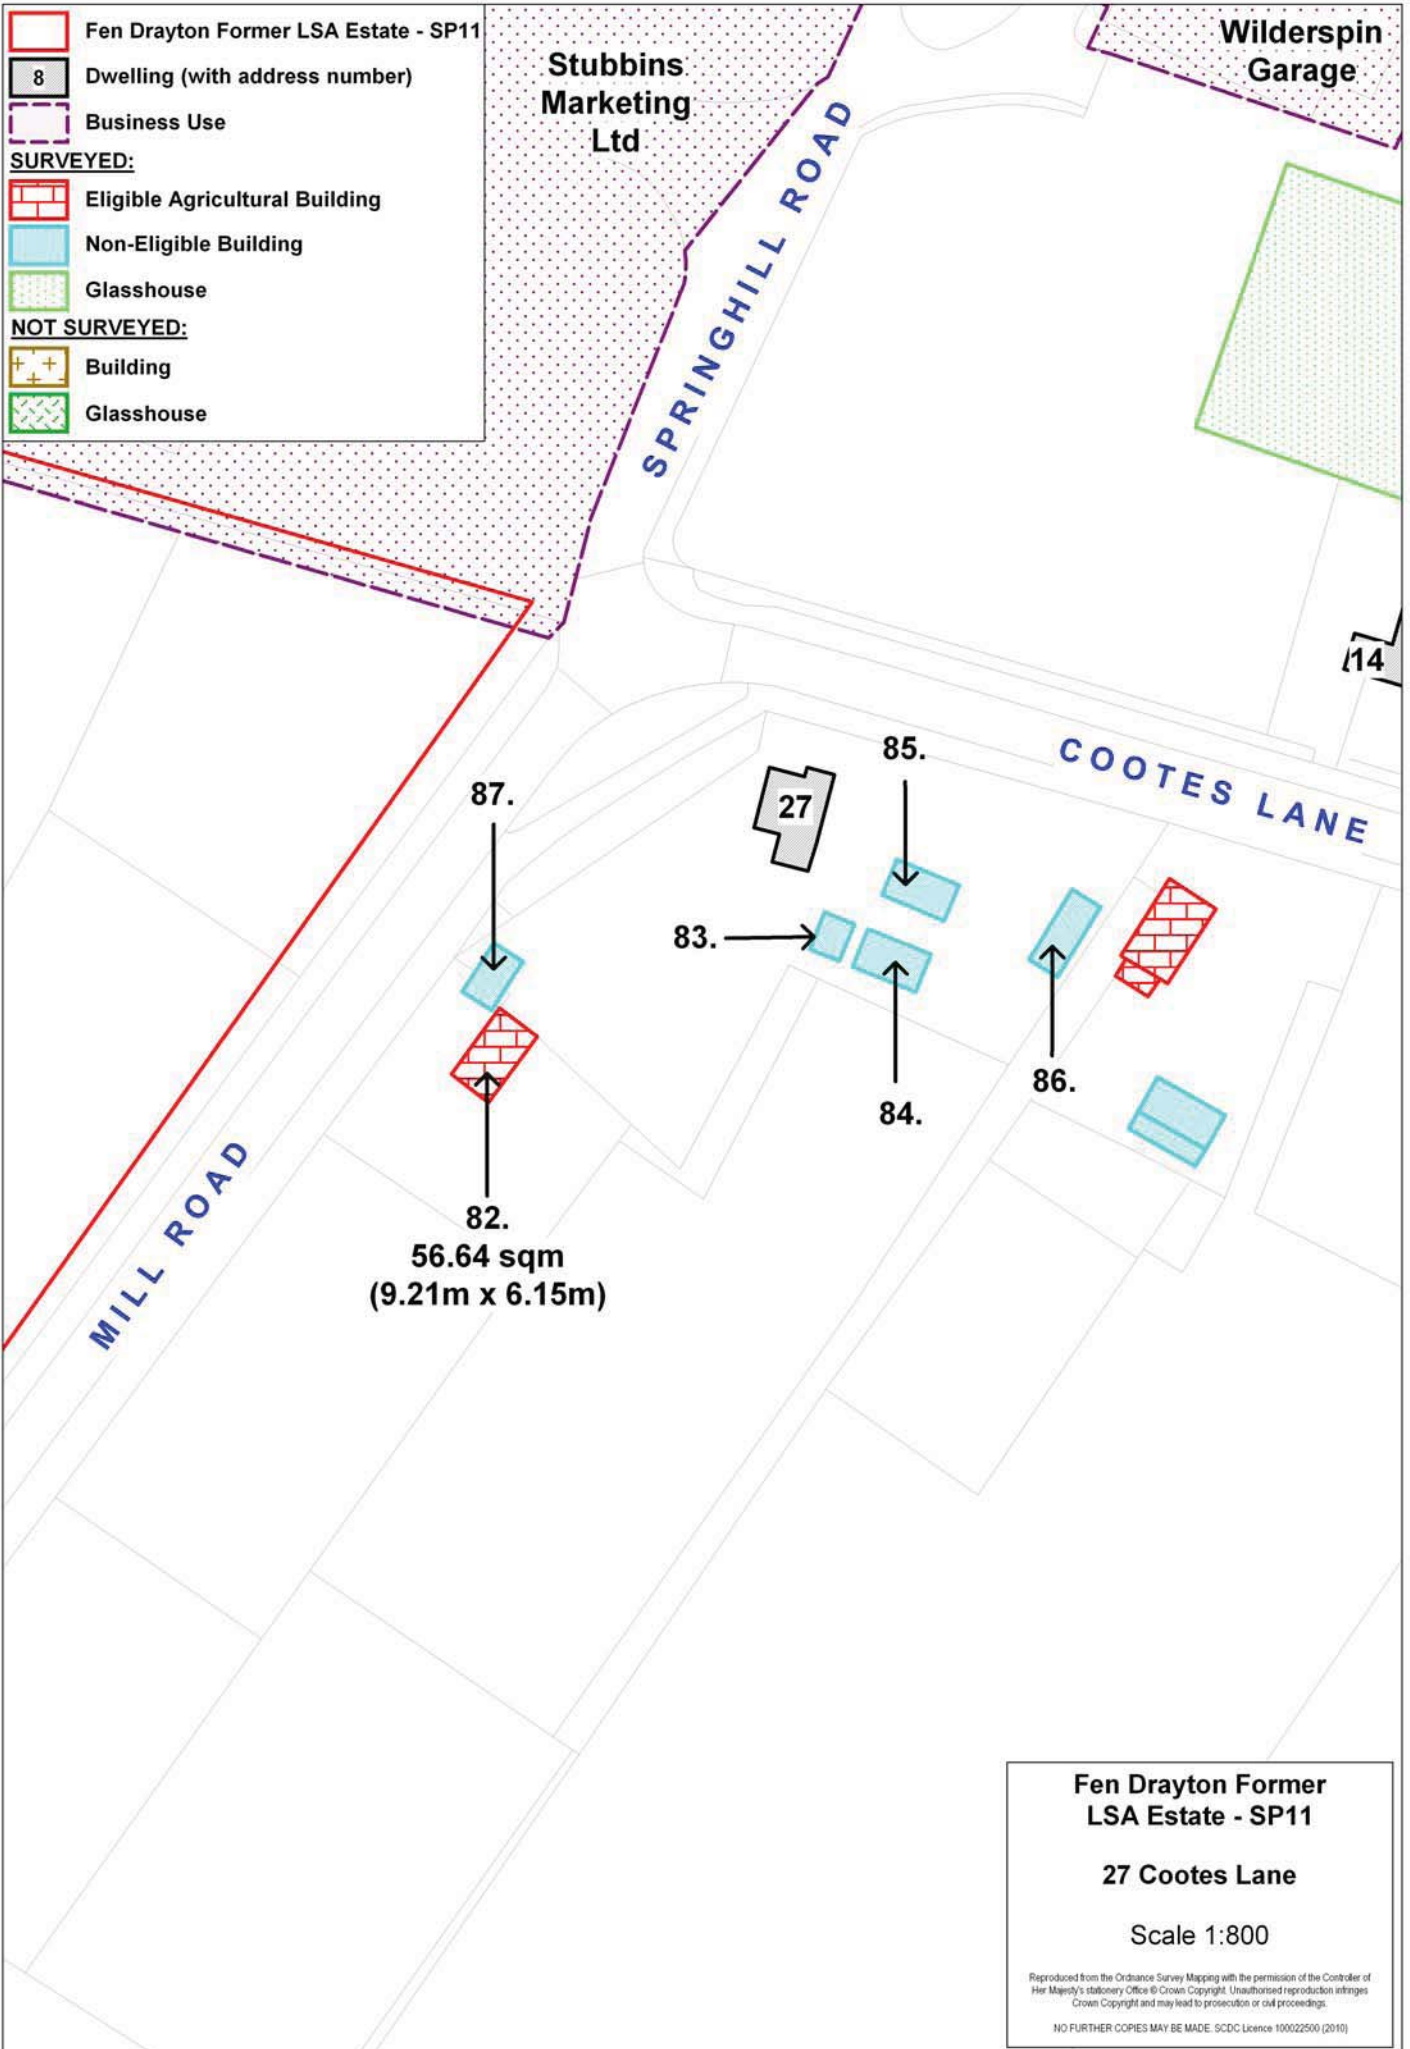 Fen Drayton Former LSA Estate - SP11
8 Dwelling (with address number)
Business Use
SURVEYED:
Eligible Agricultural Building
Non-Eligible Building
Glasshouse
NOT SURVEYED:
Building
Glasshouse
Stubbins
Marketing
Ltd
Wilderspin
Garage
SPRINGHILL ROAD
14
COOTES LANE
85.
27
87.
83.
84.
86.
82.
56.64 sqm
(9.21m x 6.15m)
MILL ROAD
Fen Drayton Former
LSA Estate - SP11
27 Cootes Lane
Scale 1:800
Reproduced from the Ordnance Survey Mapping with the permission of the Controller of
Her Majesty's stationery Office © Crown Copyright. Unauthorised reproduction infringes
Crown Copyright and may lead to prosecution or civil proceedings.
NO FURTHER COPIES MAY BE MADE. SCDC Licence 100022500 (2010)